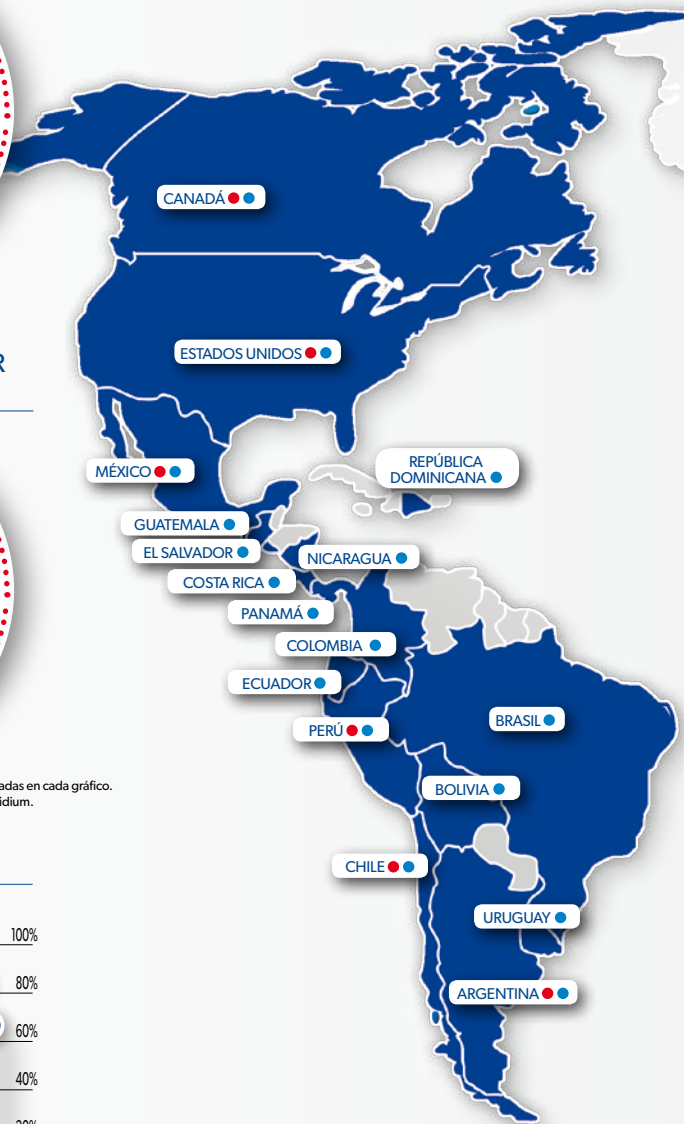 CANADÁ
R
ESTADOS UNIDOS
MÉXICO
REPÚBLICA
DOMINICANA
GUATEMALA
EL SALVADOR
NICARAGUA
COSTA RICA
PANAMÁ
COLOMBIA
ECUADOR
BRASIL
PERÚ
adas en cada gráfico.
idium.
BOLIVIA
CHILE
URUGUAY
100%
80%
ARGENTINA
60%
40%